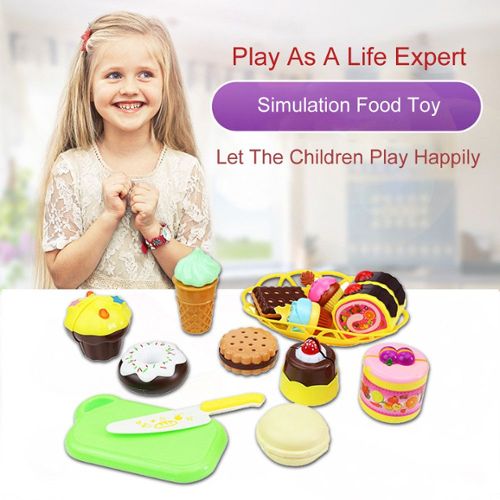 Play As A Life Expert
Simulation Food Toy
Let The Children Play Happily